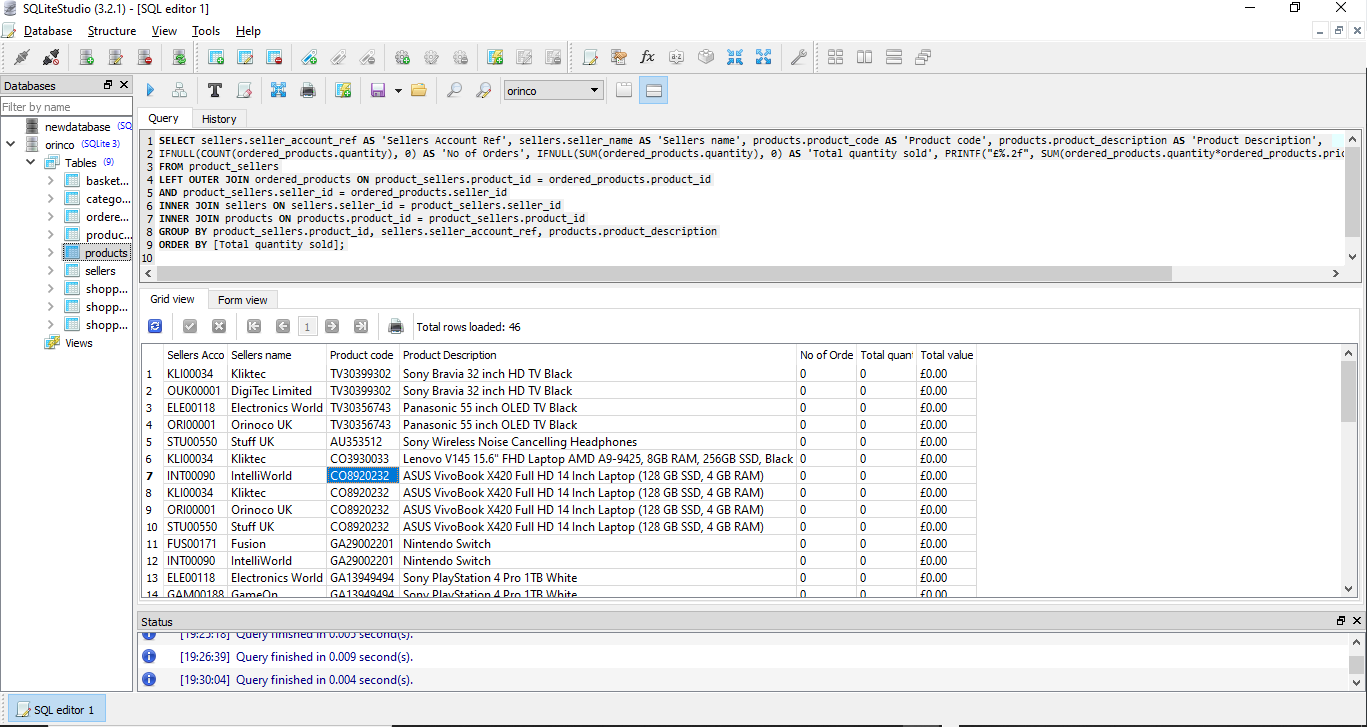 SQLiteStudio (3.2.1) - [SQL editor 1]
Database Structure View Tools Help
Databases
Filter by name
newdatabase (SQ
orinco (SQLite 3)
Tables (9)
basket...
catego...
ordere...
produc...
products
sellers
shopp...
shopp...
shopp...
Views
orinco
Query History
1 SELECT sellers.seller_account_ref AS 'Sellers Account Ref', sellers.seller_name AS 'Sellers name', products.product_code AS 'Product code', products.product_description AS 'Product Description',
2 IFNULL(COUNT(ordered_products.quantity), 0) AS 'No of Orders', IFNULL(SUM(ordered_products.quantity), 0) AS 'Total quantity sold', PRINTF("£%.2f", SUM(ordered_products.quantity*ordered_products.pric
3 FROM product_sellers
4 LEFT OUTER JOIN ordered_products ON product_sellers.product_id = ordered_products.product_id
5 AND product_sellers.seller_id = ordered_products.seller_id
6 INNER JOIN sellers ON sellers.seller_id = product_sellers.seller_id
7 INNER JOIN products ON products.product_id = product_sellers.product_id
8 GROUP BY product_sellers.product_id, sellers.seller_account_ref, products.product_description
9 ORDER BY [Total quantity sold];
10
Grid view Form view
1 Total rows loaded: 46
Sellers Acco Sellers name Product code Product Description No of Orde Total quant Total value
1 KLI00034 Kliktec TV30399302 Sony Bravia 32 inch HD TV Black 0 0 £0.00
2 OUK00001 DigiTec Limited TV30399302 Sony Bravia 32 inch HD TV Black 0 0 £0.00
3 ELE00118 Electronics World TV30356743 Panasonic 55 inch OLED TV Black 0 0 £0.00
4 ORI00001 Orinoco UK TV30356743 Panasonic 55 inch OLED TV Black 0 0 £0.00
5 STU00550 Stuff UK AU353512 Sony Wireless Noise Cancelling Headphones 0 0 £0.00
6 KLI00034 Kliktec CO3930033 Lenovo V145 15.6" FHD Laptop AMD A9-9425, 8GB RAM, 256GB SSD, Black 0 0 £0.00
7 INT00090 IntelliWorld CO8920232 ASUS VivoBook X420 Full HD 14 Inch Laptop (128 GB SSD, 4 GB RAM) 0 0 £0.00
8 KLI00034 Kliktec CO8920232 ASUS VivoBook X420 Full HD 14 Inch Laptop (128 GB SSD, 4 GB RAM) 0 0 £0.00
9 ORI00001 Orinoco UK CO8920232 ASUS VivoBook X420 Full HD 14 Inch Laptop (128 GB SSD, 4 GB RAM) 0 0 £0.00
10 STU00550 Stuff UK CO8920232 ASUS VivoBook X420 Full HD 14 Inch Laptop (128 GB SSD, 4 GB RAM) 0 0 £0.00
11 FUS00171 Fusion GA29002201 Nintendo Switch 0 0 £0.00
12 INT00090 IntelliWorld GA29002201 Nintendo Switch 0 0 £0.00
13 ELE00118 Electronics World GA13949494 Sony PlayStation 4 Pro 1TB White 0 0 £0.00
14 GAM00188 GameOn GA13949494 Sony PlayStation 4 Pro 1TB White 0 0 £0.00
Status
[19:25:18] Query finished in 0.005 second(s).
[19:26:39] Query finished in 0.009 second(s).
[19:30:04] Query finished in 0.004 second(s).
SQL editor 1